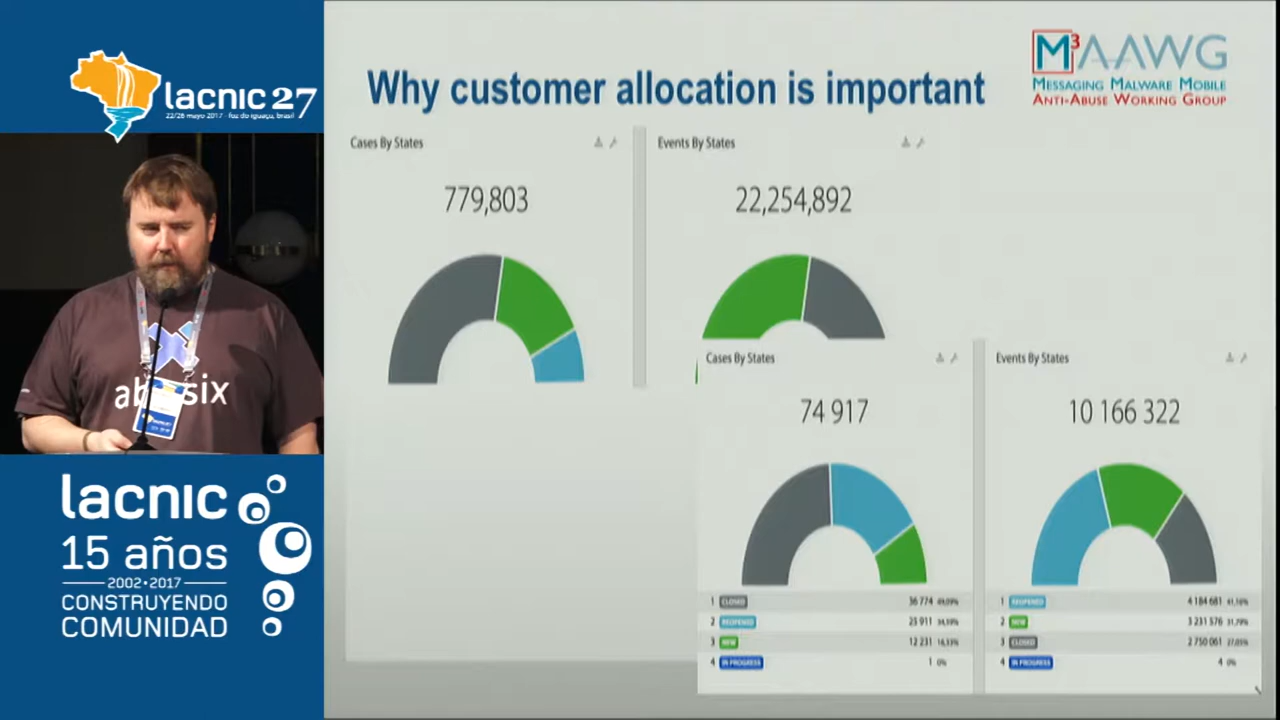 lacnic 27
22/26 mayo 2017 - foz do iguaçu, brasil
Why customer allocation is important
M3AAWG
MESSAGING MALWARE MOBILE
ANTI-ABUSE WORKING GROUP
Cases By States
779,803
Events By States
22,254,892
Cases By States
74 917
1 CLOSED 36 774 49,09%
2 REOPENED 25 911 34,59%
3 NEW 12 231 16,33%
4 IN PROGRESS 1 0%
Events By States
10 166 322
1 REOPENED 4 184 681 41,16%
2 NEW 3 231 576 31,79%
3 CLOSED 2 750 061 27,05%
4 IN PROGRESS 4 0%
lacnic
15 años
2002•2017
CONSTRUYENDO
COMUNIDAD